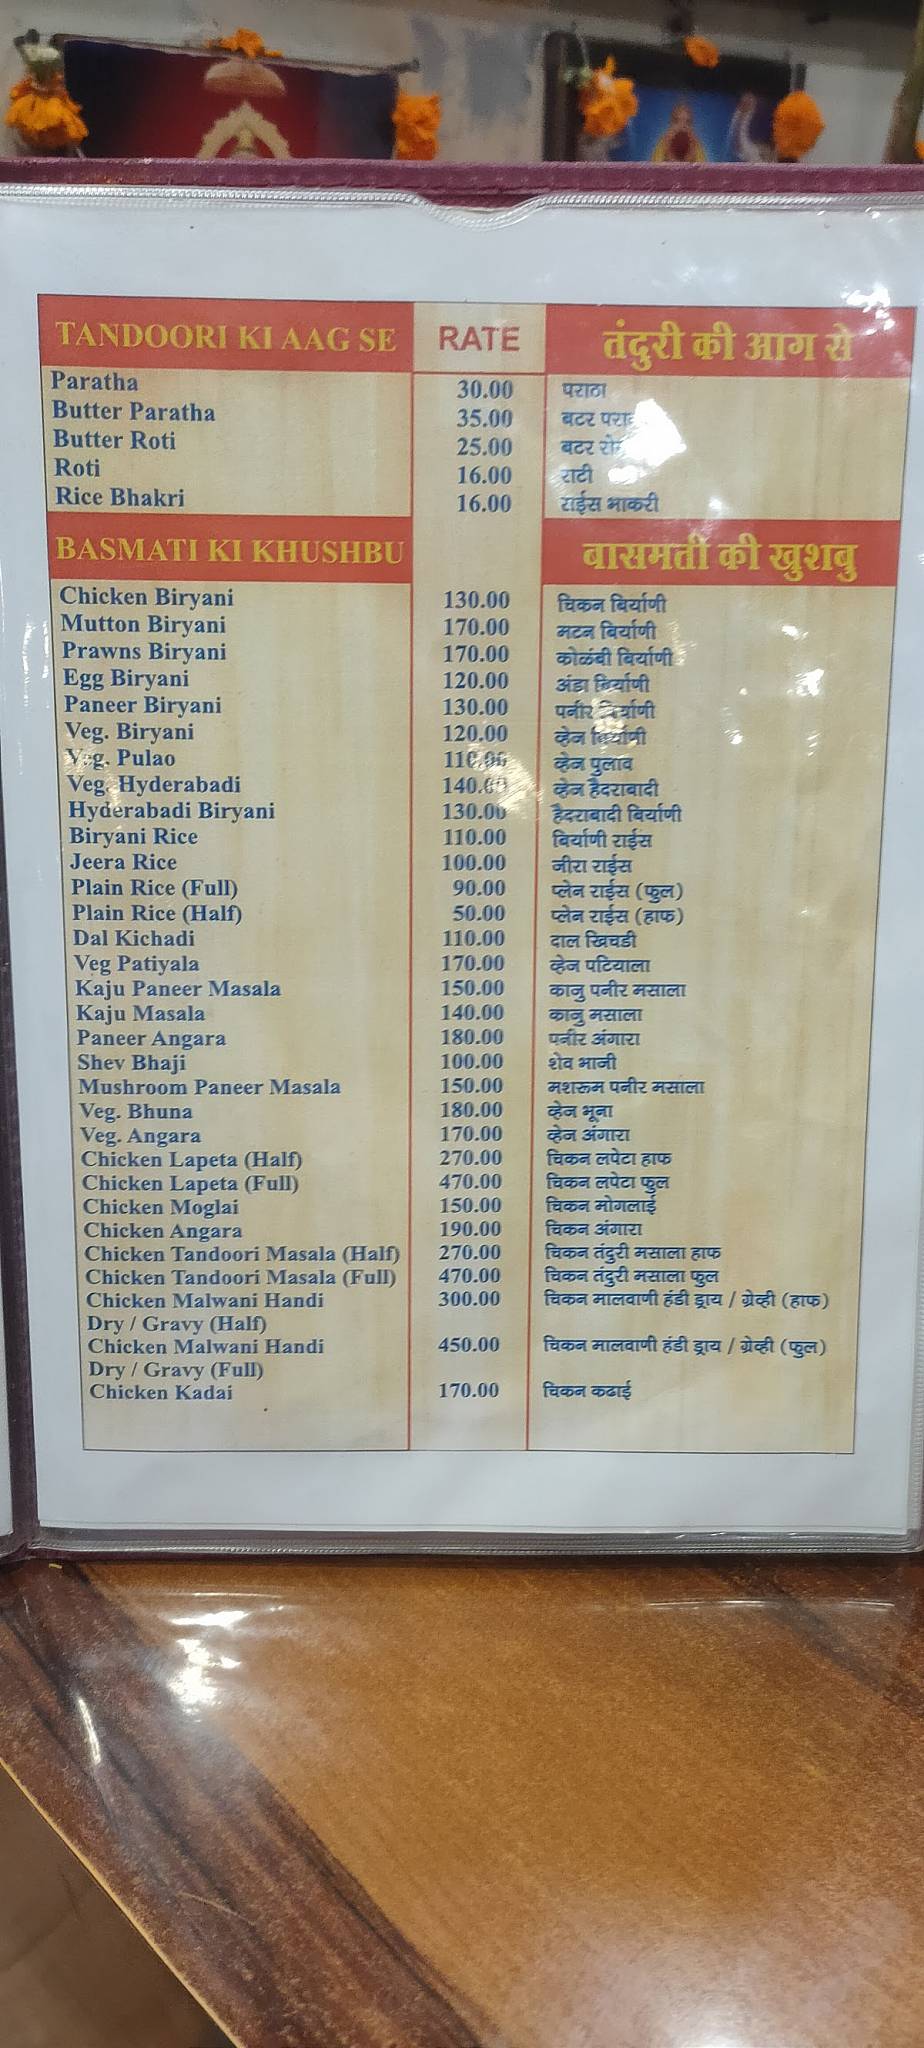 TANDOORI KI AAG SE RATE तंदुरी की आग से
Paratha 30.00 पराठा
Butter Paratha 35.00 बटर
Butter Roti 25.00 बटर
Roti 16.00 राटी
Rice Bhakri 16.00 राईस भाकरी
BASMATI KI KHUSHBU बासमती की खुशबु
Chicken Biryani 130.00 चिकन बिर्याणी
Mutton Biryani 170.00 मटन बिर्याणी
Prawns Biryani 170.00 कोळंबी बिर्याणी
Egg Biryani 120.00 अंडा बिर्याणी
Paneer Biryani 130.00 पनीर बिर्याणी
Veg. Biryani 120.00 व्हेज बिर्याणी
Veg. Pulao 110.00 व्हेज पुलाव
Veg. Hyderabadi 140.00 व्हेज हैदराबादी
Hyderabadi Biryani 130.00 हैदराबादी बिर्याणी
Biryani Rice 110.00 बिर्याणी राईस
Jeera Rice 100.00 जीरा राईस
Plain Rice (Full) 90.00 प्लेन राईस (फुल)
Plain Rice (Half) 50.00 प्लेन राईस (हाफ)
Dal Kichadi 110.00 दाल खिचडी
Veg Patiyala 170.00 व्हेज पटियाला
Kaju Paneer Masala 150.00 काजु पनीर मसाला
Kaju Masala 140.00 काजु मसाला
Paneer Angara 180.00 पनीर अंगारा
Shev Bhaji 100.00 शेव भाजी
Mushroom Paneer Masala 150.00 मशरूम पनीर मसाला
Veg. Bhuna 180.00 व्हेज भूना
Veg. Angara 170.00 व्हेज अंगारा
Chicken Lapeta (Half) 270.00 चिकन लपेटा हाफ
Chicken Lapeta (Full) 470.00 चिकन लपेटा फुल
Chicken Moglai 150.00 चिकन मोगलाई
Chicken Angara 190.00 चिकन अंगारा
Chicken Tandoori Masala (Half) 270.00 चिकन तंदुरी मसाला हाफ
Chicken Tandoori Masala (Full) 470.00 चिकन तंदुरी मसाला फुल
Chicken Malwani Handi 300.00 चिकन मालवाणी हंडी ड्राय / ग्रेव्ही (हाफ)
Dry / Gravy (Half)
Chicken Malwani Handi 450.00 चिकन मालवाणी हंडी ड्राय / ग्रेव्ही (फुल)
Dry / Gravy (Full)
Chicken Kadai 170.00 चिकन कढाई